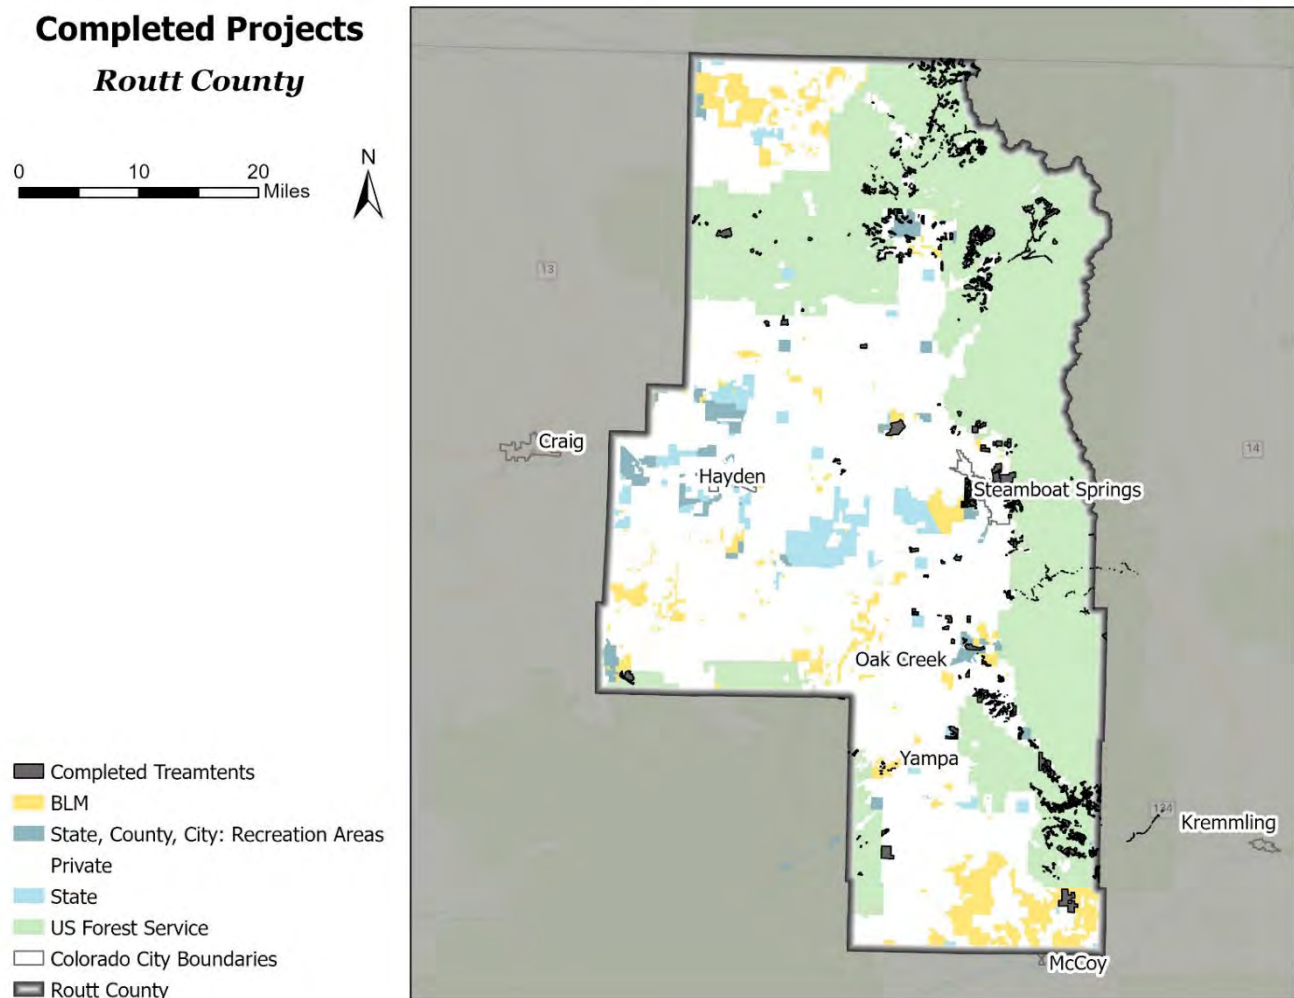 Completed Projects
Routt County
0 10 20
Miles
N
13
14
Craig
Hayden
Steamboat Springs
Oak Creek
Yampa
134
Kremmling
McCoy
Completed Treamtents
BLM
State, County, City: Recreation Areas
Private
State
US Forest Service
Colorado City Boundaries
Routt County